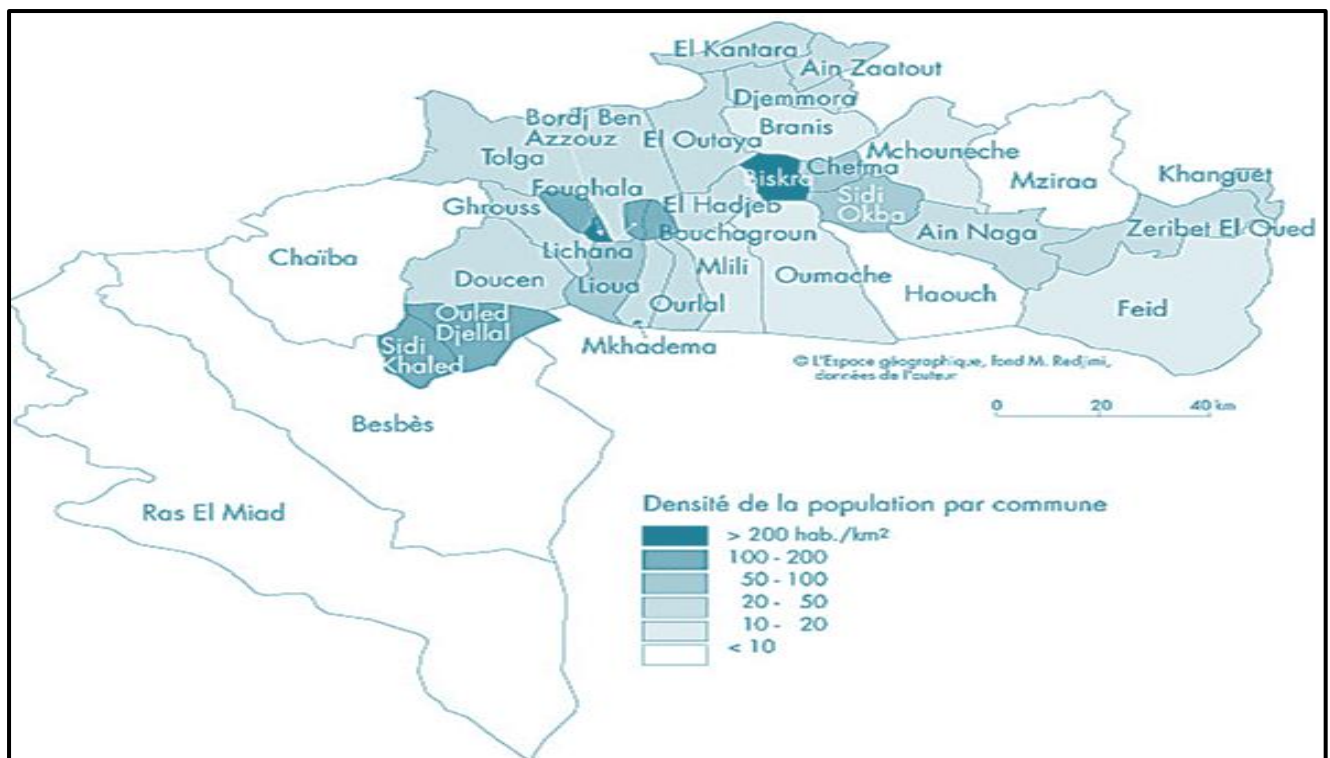 El Kantara
Ain Zaatout
Djemmora
Bordj Ben
Azzouz
Branis
El Outaya
Tolga
Mchounèche
Chetma
Biskra
Mziraa
Khanguet
Foughala
Sidi
Okba
Ghrouss
El Hadjeb
Zeribet El Oued
Bouchagroun
Ain Naga
Lichana
Chaïba
Mlili
Oumache
Doucen
Lioua
Haouch
Ourlal
Feid
Ouled
Djellal
Sidi
Khaled
Mkhadema
© L'Espace géographique, fond M. Redjimi,
données de l'auteur
0 20 40 km
Besbès
Ras El Miad
Densité de la population par commune
> 200 hab./km²
100 - 200
50 - 100
20 - 50
10 - 20
< 10